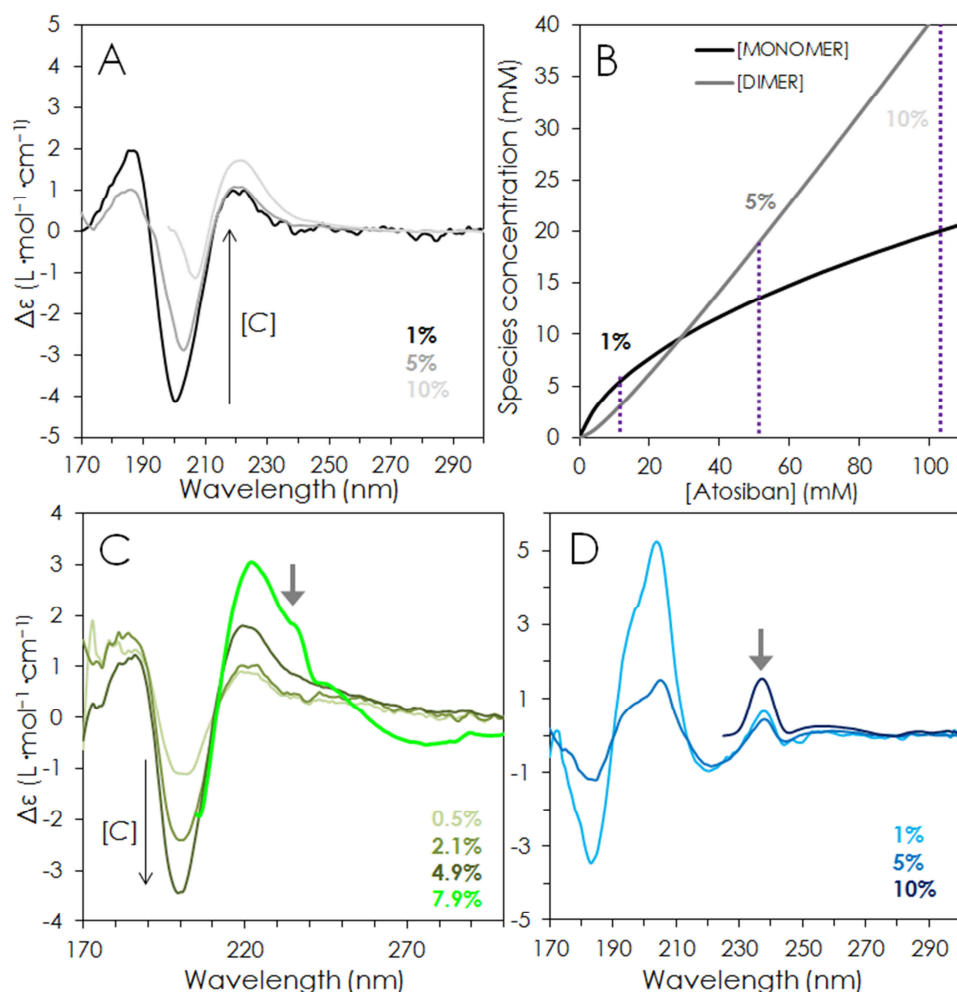 A
5
4
3
2
1
0
-1
-2
-3
-4
-5
Δε (L·mol⁻¹·cm⁻¹)
[C]
1%
5%
10%
170 190 210 230 250 270 290
Wavelength (nm)
B
[MONOMER]
[DIMER]
40
35
30
25
20
15
10
5
0
Species concentration (mM)
10%
5%
1%
0 20 40 60 80 100
[Atosiban] (mM)
C
4
3
2
1
0
-1
-2
-3
-4
Δε (L·mol⁻¹·cm⁻¹)
[C]
0.5%
2.1%
4.9%
7.9%
170 220 270
Wavelength (nm)
D
5
3
1
-1
-3
-5
1%
5%
10%
170 190 210 230 250 270 290
Wavelength (nm)